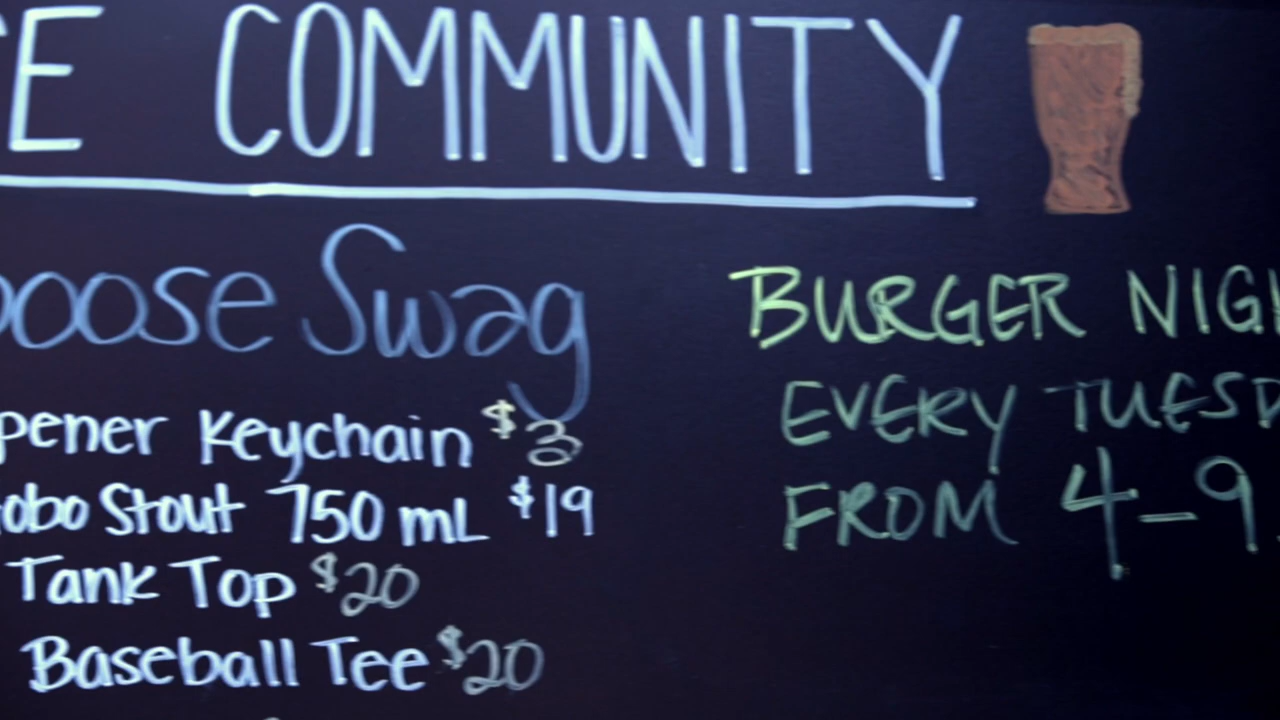 COMMUNITY
Swag
Keychain $3
Stout 750 mL $19
Tank Top $20
Baseball Tee $20
BURGER
EVERY
FROM 4-9